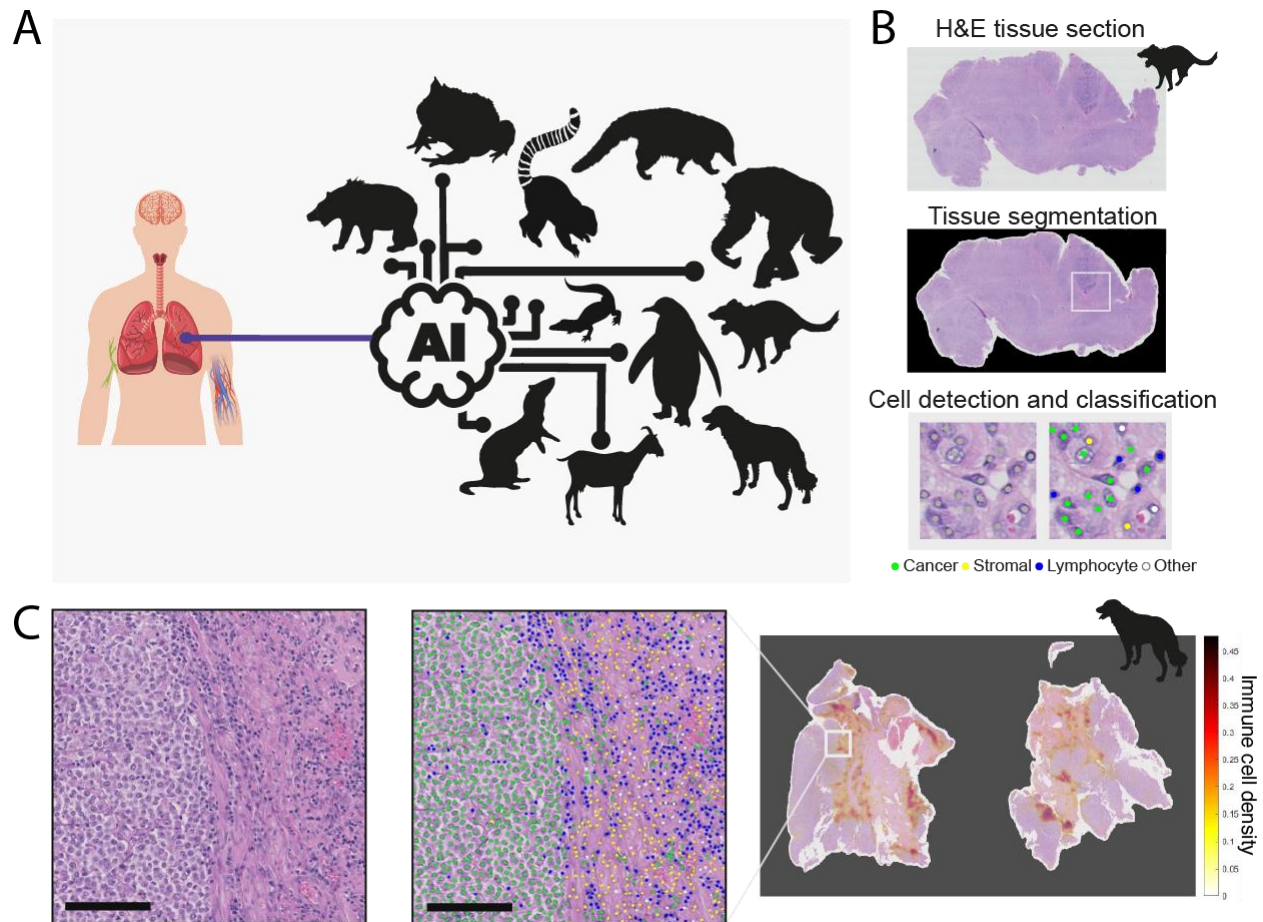 A
AI
B
H&E tissue section
Tissue segmentation
Cell detection and classification
Cancer Stromal Lymphocyte Other
C
0.45
0.4
0.35
0.3
0.25
0.2
0.15
0.1
0.05
0
Immune cell density